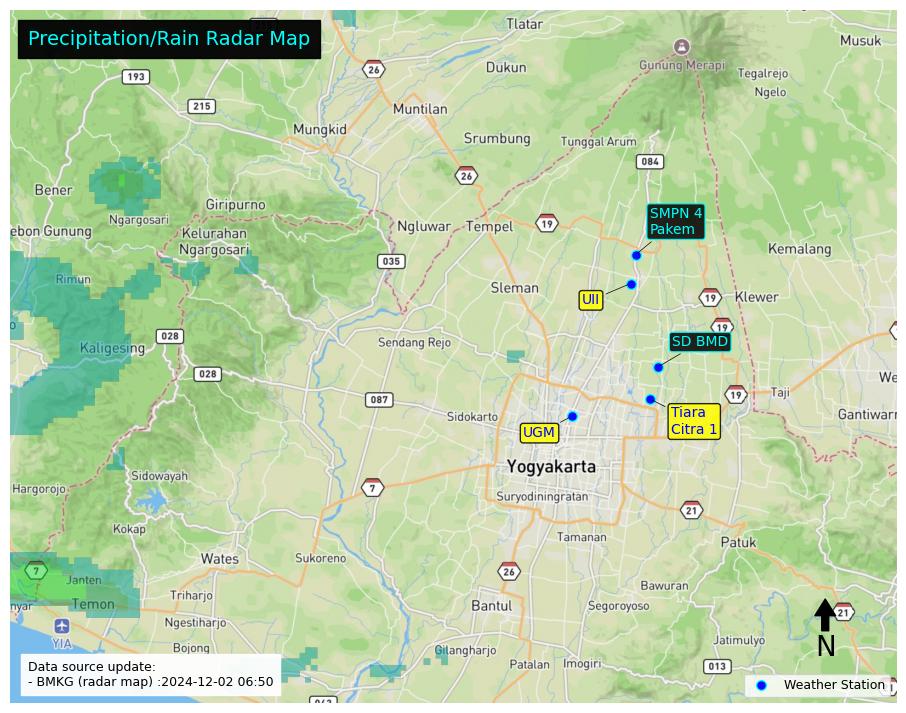 Precipitation/Rain Radar Map
Tlatar
Musuk
26
Gunung Merapi
Dukun
Tegalrejo
193
Ngelo
215
Muntilan
Mungkid
Srumbung
Tunggal Arum
084
26
Bener
Giripurno
SMPN 4
Pakem
Ngargosari
ebon Gunung
Kelurahan
Ngargosari
Ngluwar
Tempel
19
Kemalang
035
Rimun
Sleman
UII
19
Klewer
19
028
Kaligesing
Sendang Rejo
SD BMD
028
We
087
19
Taji
Sidokarto
Tiara
Citra 1
Gantiwarn
UGM
Yogyakarta
Sidowayah
Hargorojo
7
Suryodiningratan
21
Kokap
Tamanan
Patuk
Wates
Sukoreno
7
26
Janten
Bawuran
nyar
Temon
Triharjo
Bantul
Segoroyoso
21
Ngestiharjo
YIA
Bojong
Jatimulyo
N
Gilangharjo
Patalan
Imogiri
013
Data source update:
- BMKG (radar map) :2024-12-02 06:50
Weather Station